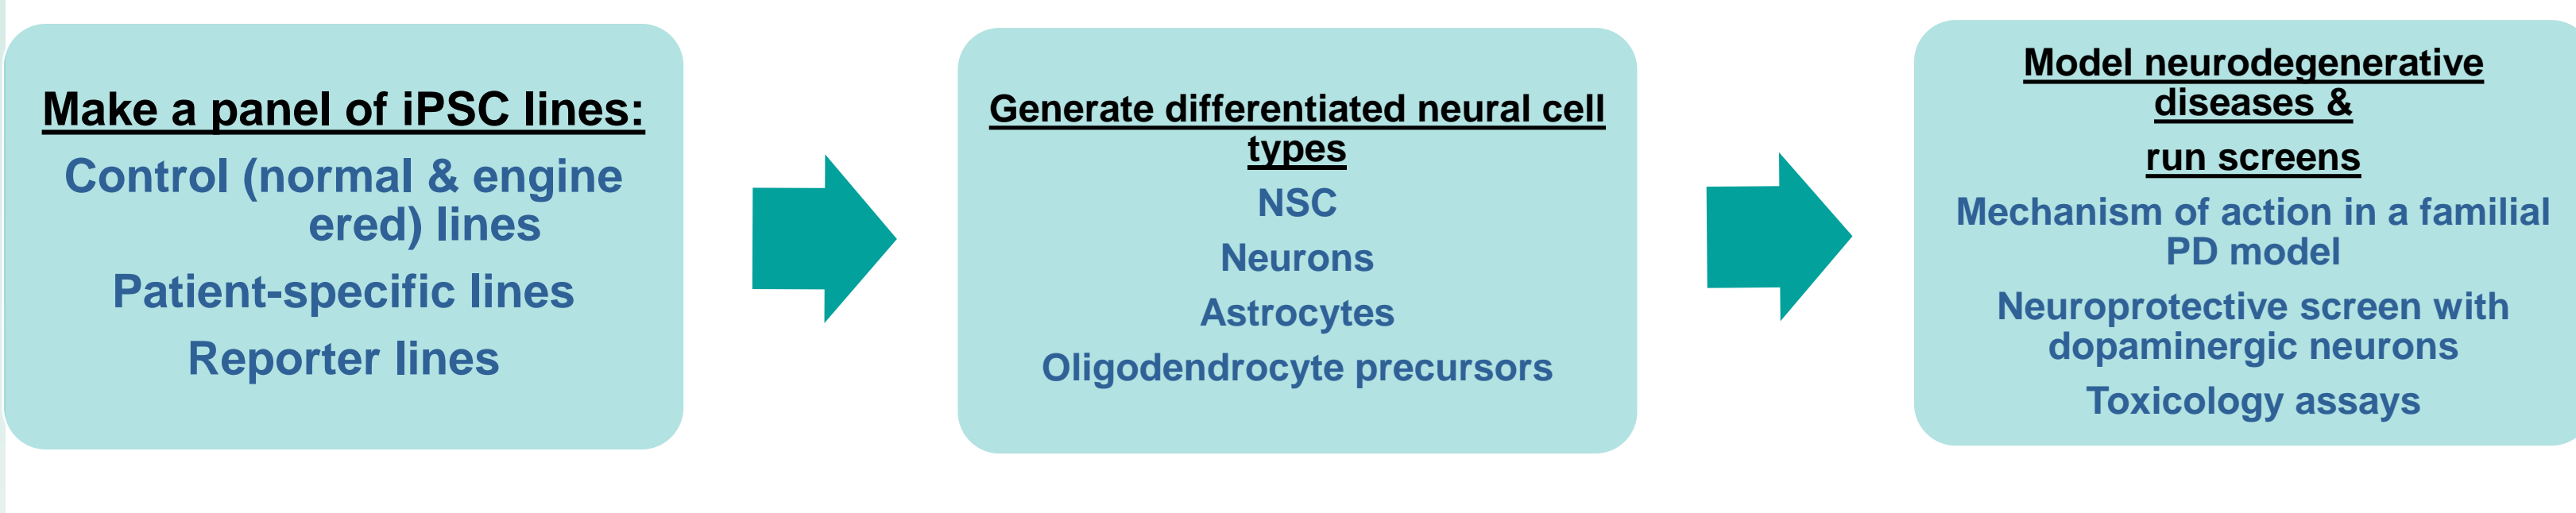 Make a panel of iPSC lines:
Control (normal & engine
ered) lines
Patient-specific lines
Reporter lines
Generate differentiated neural cell
types
NSC
Neurons
Astrocytes
Oligodendrocyte precursors
Model neurodegenerative
diseases &
run screens
Mechanism of action in a familial
PD model
Neuroprotective screen with
dopaminergic neurons
Toxicology assays